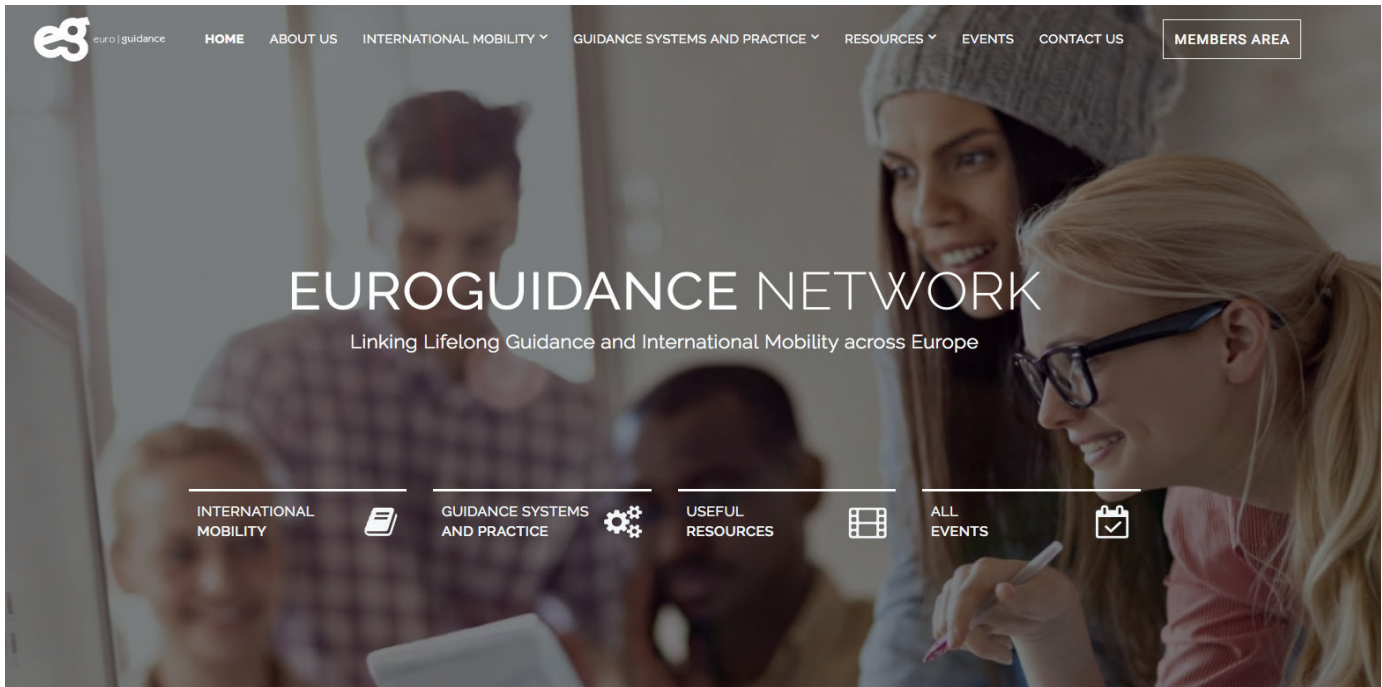 eg euro|guidance
HOME
ABOUT US
INTERNATIONAL MOBILITY
GUIDANCE SYSTEMS AND PRACTICE
RESOURCES
EVENTS
CONTACT US
MEMBERS AREA
EUROGUIDANCE NETWORK
Linking Lifelong Guidance and International Mobility across Europe
INTERNATIONAL
MOBILITY
GUIDANCE SYSTEMS
AND PRACTICE
USEFUL
RESOURCES
ALL
EVENTS